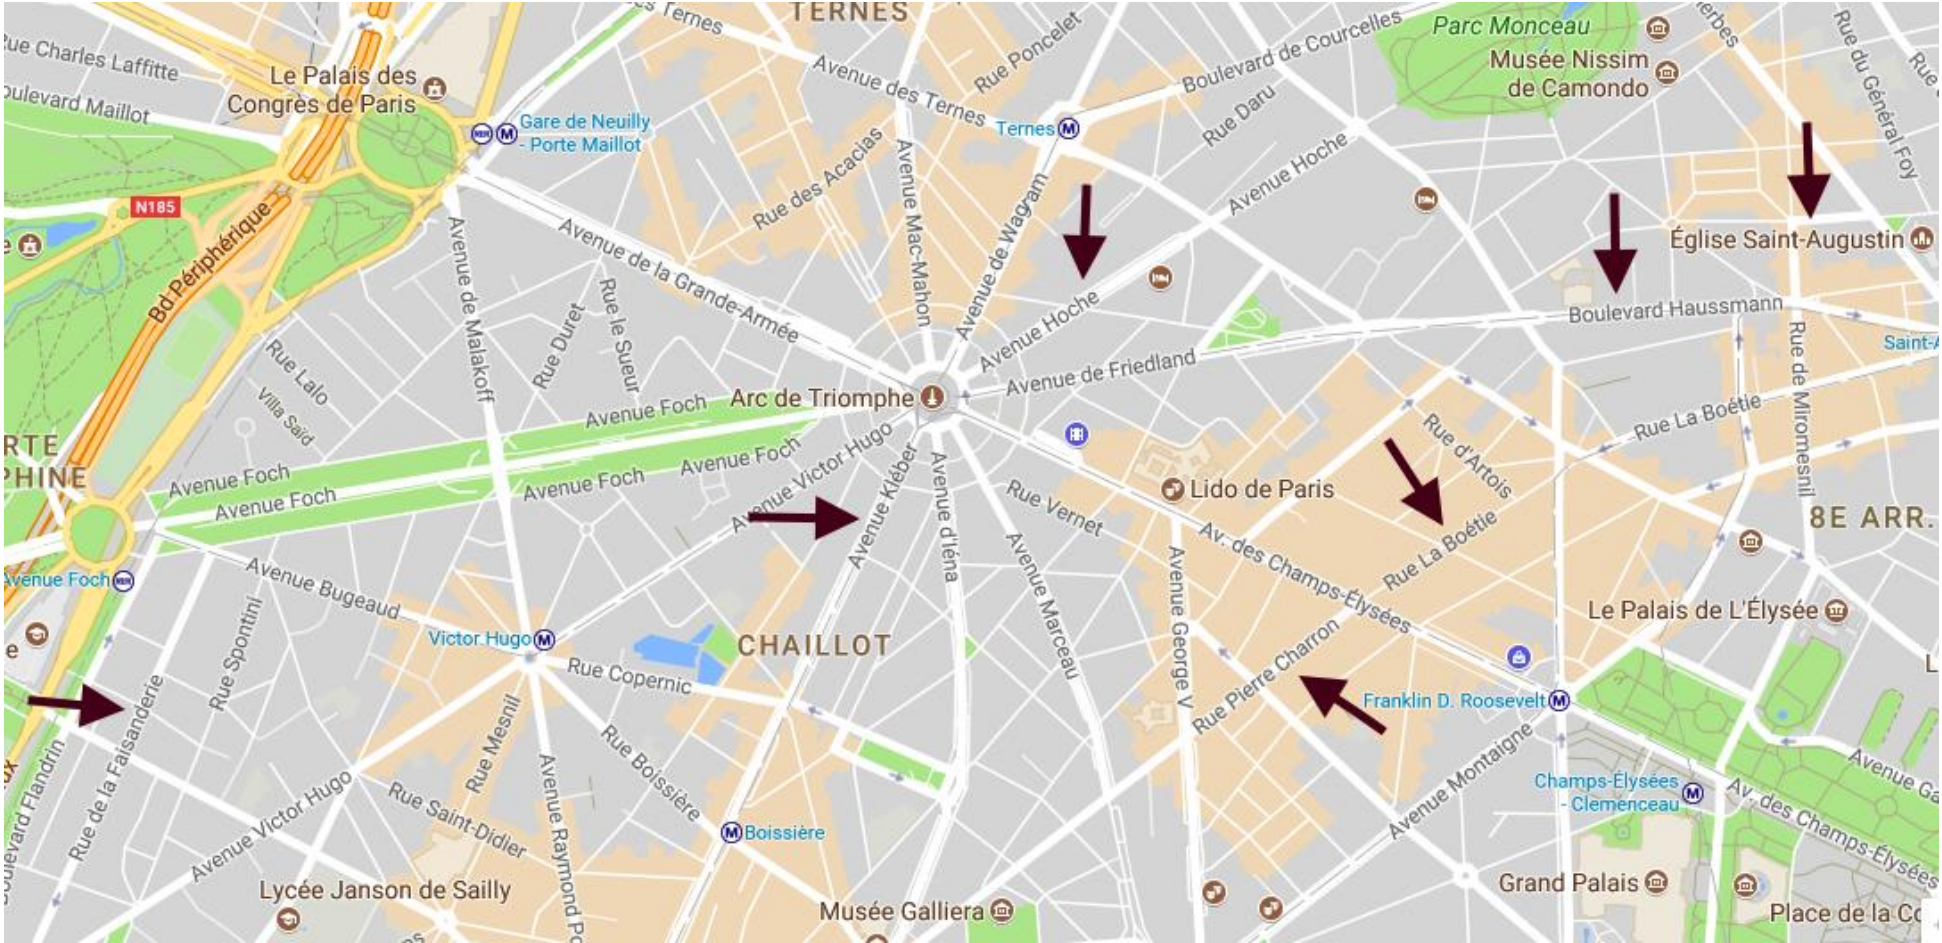 TERNES
Parc Monceau
Musée Nissim
de Camondo
Rue Charles Laffitte
Le Palais des
Congrès de Paris
Avenue des Ternes
Rue Poncelet
Boulevard de Courcelles
Rue Daru
Rue du Général Foy
Gare de Neuilly
- Porte Maillot
Ternes
M
Rue des Acacias
Avenue Mac-Mahon
Avenue de Wagram
Avenue Hoche
N185
Bd Périphérique
Avenue de Malakoff
Avenue de la Grande-Armée
Église Saint-Augustin
Rue Duret
Rue le Sueur
Avenue Hoche
Boulevard Haussmann
Rue Lalo
Villa Saïd
Avenue de Friedland
Rue de Miromesnil
Arc de Triomphe
Avenue Foch
Avenue Foch
Avenue Foch
Avenue Foch
Avenue Foch
Avenue Victor Hugo
Avenue Kléber
Avenue d'Iéna
Rue Vernet
Lido de Paris
Rue d'Artois
Rue La Boétie
Rue La Boétie
8E ARR.
Avenue Marceau
Av. des Champs-Élysées
Avenue George V
Avenue Foch
RER
Avenue Bugeaud
Rue Spontini
Victor Hugo
M
CHAILLOT
Rue Copernic
Le Palais de L'Élysée
Rue Pierre Charron
Franklin D. Roosevelt
M
Boulevard Flandrin
Rue de la Faisanderie
Rue Mesnil
Rue Boissière
Avenue Montaigne
Avenue Victor Hugo
Rue Saint-Didier
M
Boissière
Champs-Élysées
- Clemenceau
M
Av. des Champs-Élysées
Lycée Janson de Sailly
Musée Galliera
Grand Palais